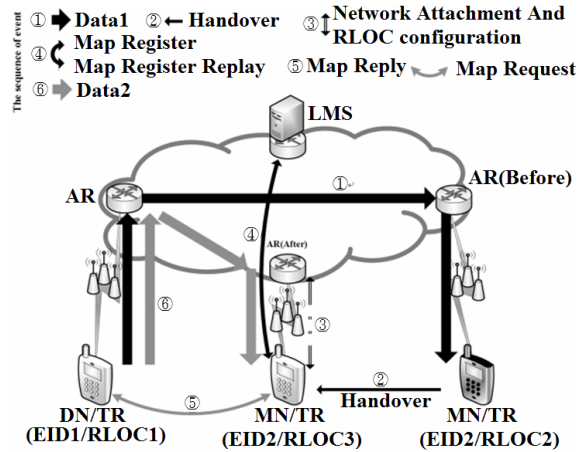 The sequence of event
① Data1 ② Handover
③ Network Attachment And
RLOC configuration
④ Map Register
Map Register Replay
⑤ Map Reply Map Request
⑥ Data2
LMS
AR
①
AR(Before)
④
AR(After)
⑥
③
⑤
②
Handover
DN/TR
(EID1/RLOC1)
MN/TR
(EID2/RLOC3)
MN/TR
(EID2/RLOC2)